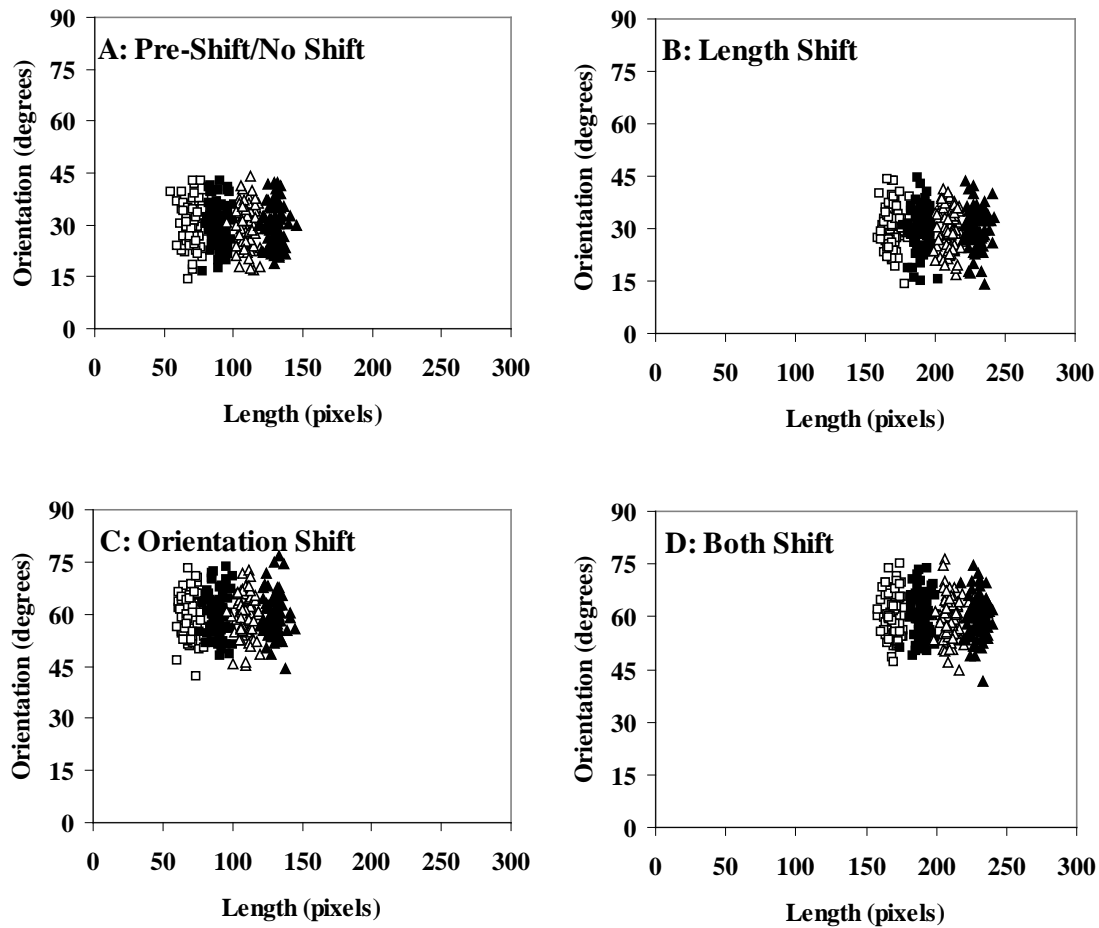 A: Pre-Shift/No Shift
Orientation (degrees)
90
75
60
45
30
15
0
0 50 100 150 200 250 300
Length (pixels)
B: Length Shift
Orientation (degrees)
90
75
60
45
30
15
0
0 50 100 150 200 250 300
Length (pixels)
C: Orientation Shift
Orientation (degrees)
90
75
60
45
30
15
0
0 50 100 150 200 250 300
Length (pixels)
D: Both Shift
Orientation (degrees)
90
75
60
45
30
15
0
0 50 100 150 200 250 300
Length (pixels)